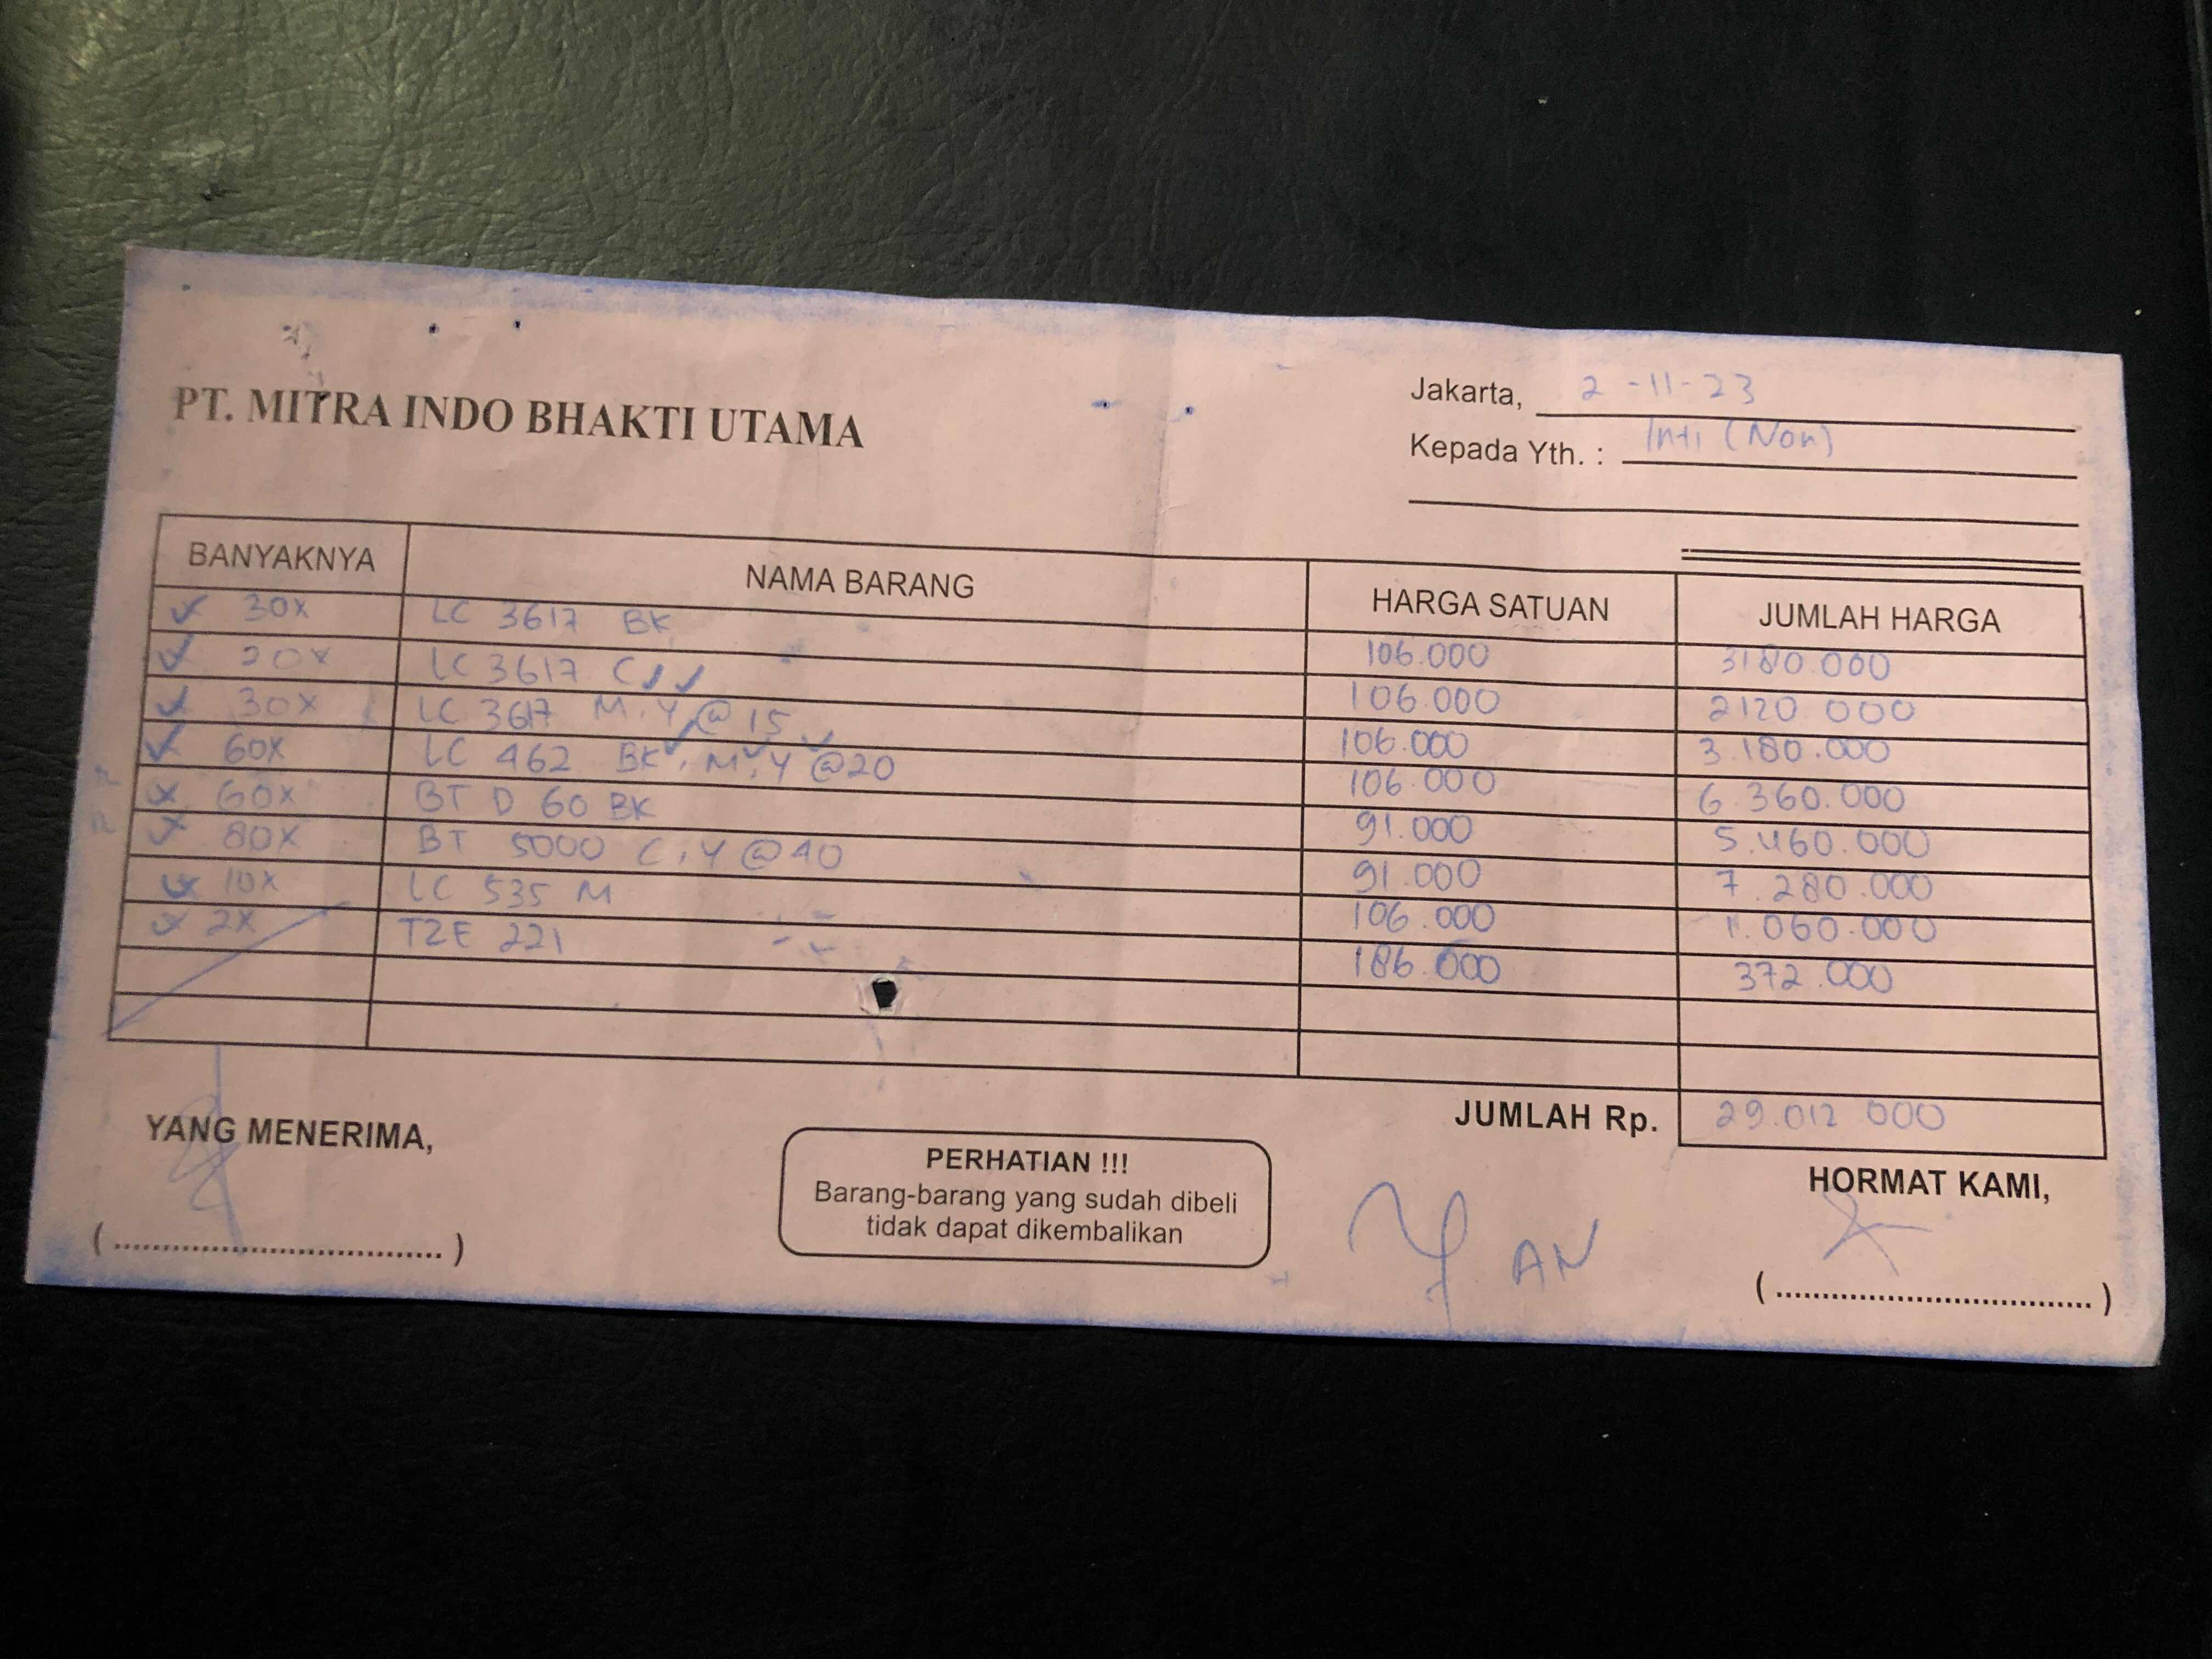 PT. MITRA INDO BHAKTI UTAMA
Jakarta, 2-11-23
Kepada Yth. : Inti (Non)
BANYAKNYA NAMA BARANG HARGA SATUAN JUMLAH HARGA
30x LC 3617 BK 106.000 3180.000
20x LC 3617 C 106.000 2120 000
30x LC 3617 M, Y @ 15 106.000 3.180.000
60x LC 462 BK, M, Y @20 106.000 6.360.000
60x BT D 60 BK 91.000 5.460.000
80x BT 5000 C, Y @40 91.000 7.280.000
10x LC 535 M 106.000 1.060.000
2x TZE 221 186.000 372.000
JUMLAH Rp. 29.012 000
YANG MENERIMA,
PERHATIAN !!!
Barang-barang yang sudah dibeli
tidak dapat dikembalikan
AN
HORMAT KAMI,
(....................................)
(....................................)